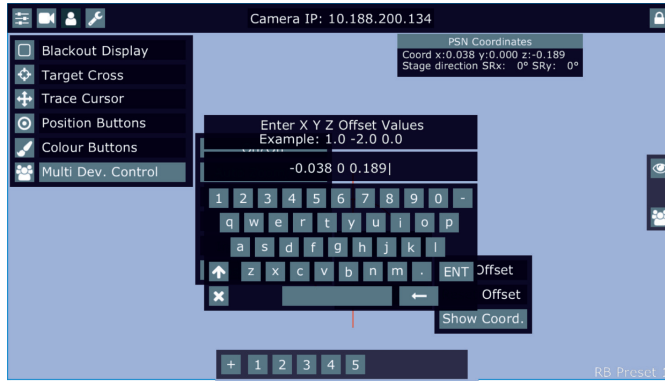 Camera IP: 10.188.200.134
PSN Coordinates
Coord x:0.038 y:0.000 z:-0.189
Stage direction SRx: 0° SRy: 0°
Blackout Display
Target Cross
Trace Cursor
Position Buttons
Colour Buttons
Multi Dev. Control
Enter X Y Z Offset Values
Example: 1.0 -2.0 0.0
-0.038 0 0.189|
1 2 3 4 5 6 7 8 9 0 -
q w e r t y u i o p
a s d f g h j k l
z x c v b n m . ENT
Offset
Offset
Show Coord.
+ 1 2 3 4 5
RB Preset